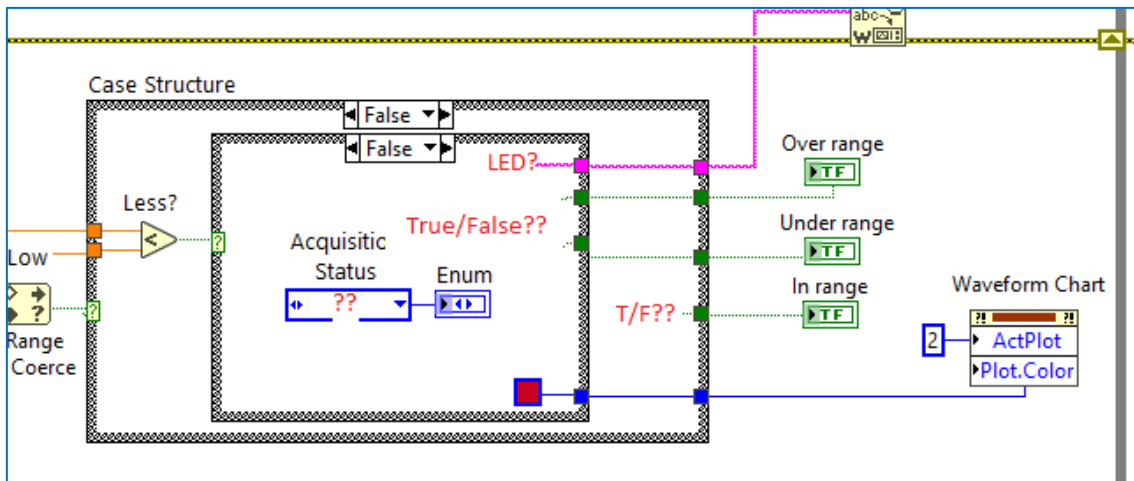 abc
W
Case Structure
False
False
LED?
Over range
TF
Less?
<
?
True/False??
Under range
TF
Low
Acquisitic
Status
??
Enum
In range
TF
T/F??
?
?
Range
Coerce
Waveform Chart
?! ?!
2
ActPlot
Plot.Color